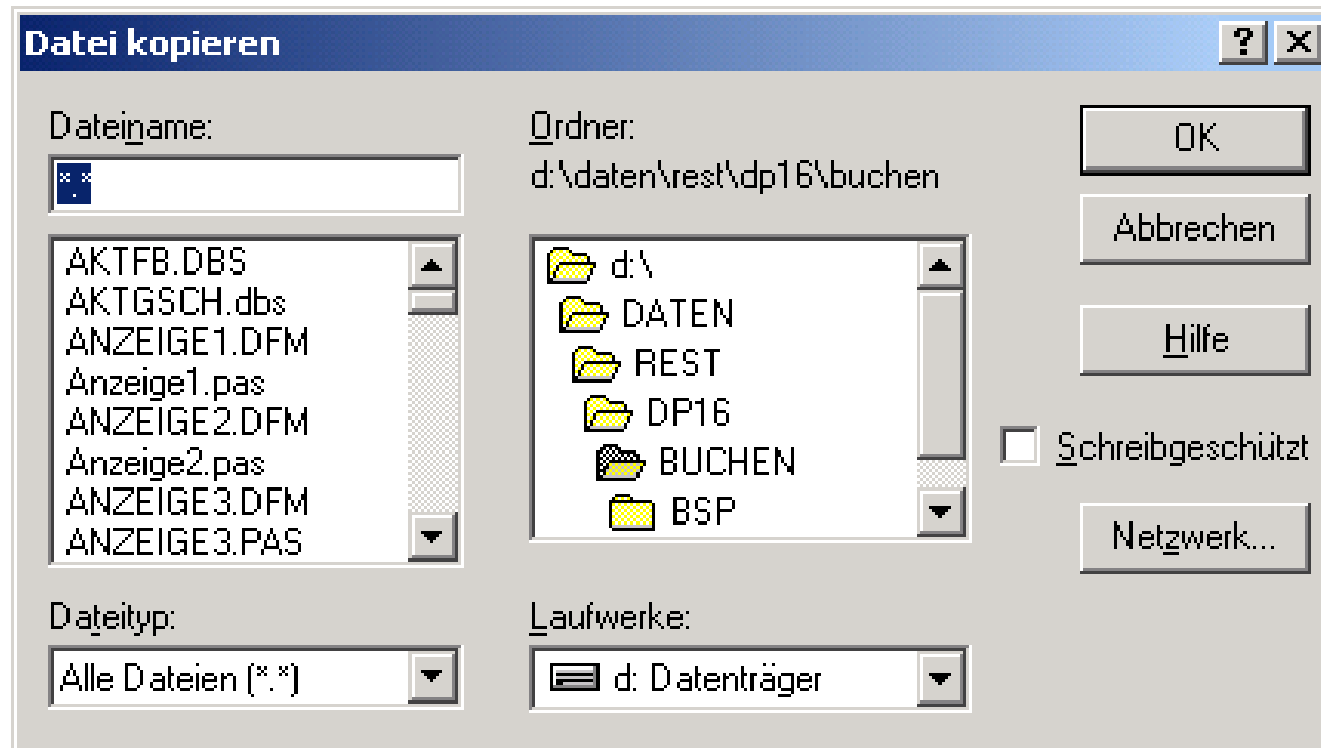 Datei kopieren
Dateiname:
*.*
AKTFB.DBS
AKTGSCH.dbs
ANZEIGE1.DFM
Anzeige1.pas
ANZEIGE2.DFM
Anzeige2.pas
ANZEIGE3.DFM
ANZEIGE3.PAS
Dateityp:
Alle Dateien (*.*)
Ordner:
d:\daten\rest\dp16\buchen
d:\
DATEN
REST
DP16
BUCHEN
BSP
Laufwerke:
d: Datenträger
OK
Abbrechen
Hilfe
Schreibgeschützt
Netzwerk...